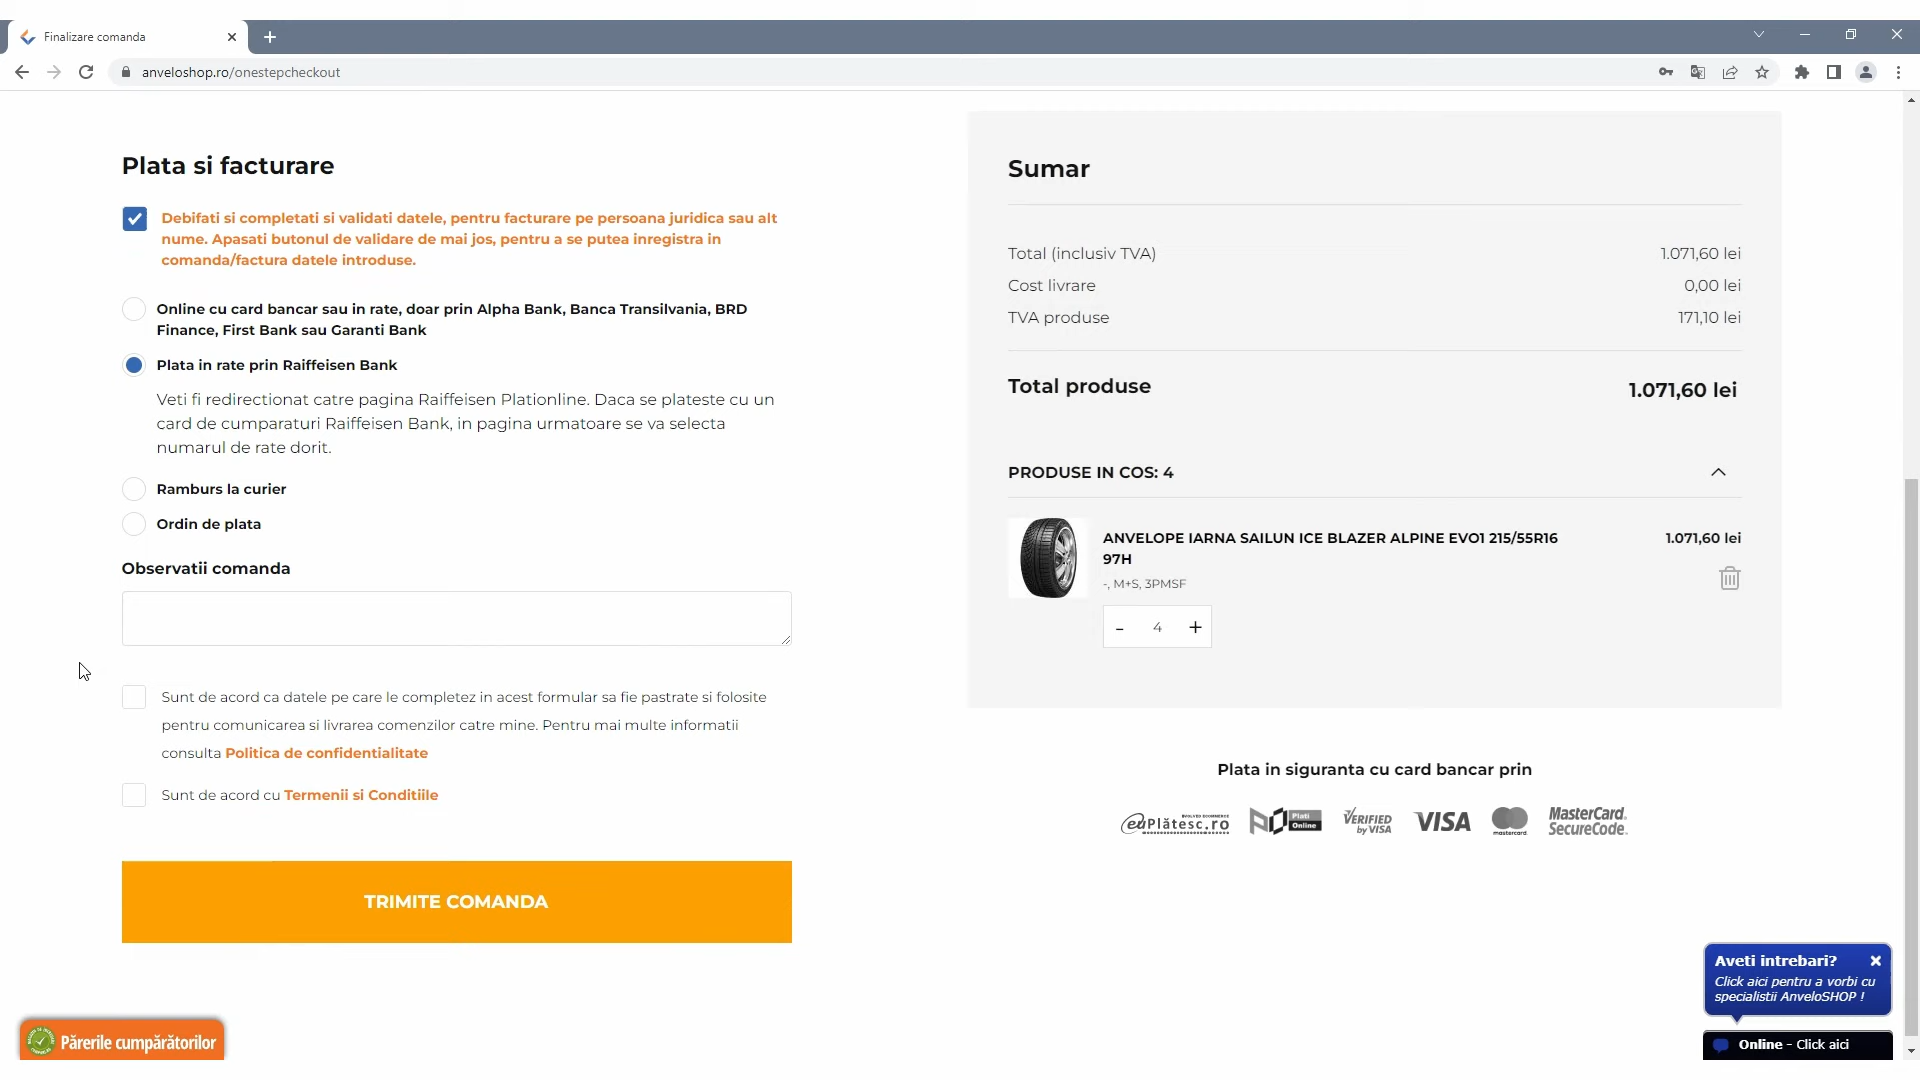 Finalizare comanda
anveloshop.ro/onestepcheckout
Plata si facturare
Debifati si completati si validati datele, pentru facturare pe persoana juridica sau alt
nume. Apasati butonul de validare de mai jos, pentru a se putea inregistra in
comanda/factura datele introduse.
Online cu card bancar sau in rate, doar prin Alpha Bank, Banca Transilvania, BRD
Finance, First Bank sau Garanti Bank
Plata in rate prin Raiffeisen Bank
Veti fi redirectionat catre pagina Raiffeisen Plationline. Daca se plateste cu un
card de cumparaturi Raiffeisen Bank, in pagina urmatoare se va selecta
numarul de rate dorit.
Ramburs la curier
Ordin de plata
Observatii comanda
Sunt de acord ca datele pe care le completez in acest formular sa fie pastrate si folosite
pentru comunicarea si livrarea comenzilor catre mine. Pentru mai multe informatii
consulta Politica de confidentialitate
Sunt de acord cu Termenii si Conditiile
TRIMITE COMANDA
Părerile cumpărătorilor
Sumar
Total (inclusiv TVA) 1.071,60 lei
Cost livrare 0,00 lei
TVA produse 171,10 lei
Total produse 1.071,60 lei
PRODUSE IN COS: 4
ANVELOPE IARNA SAILUN ICE BLAZER ALPINE EVO1 215/55R16 1.071,60 lei
97H
-, M+S, 3PMSF
- 4 +
Plata in siguranta cu card bancar prin
euPlătesc.ro
Plati
Online
VERIFIED
by VISA
VISA
mastercard
MasterCard.
SecureCode.
Aveti intrebari?
Click aici pentru a vorbi cu
specialistii AnveloSHOP !
Online - Click aici